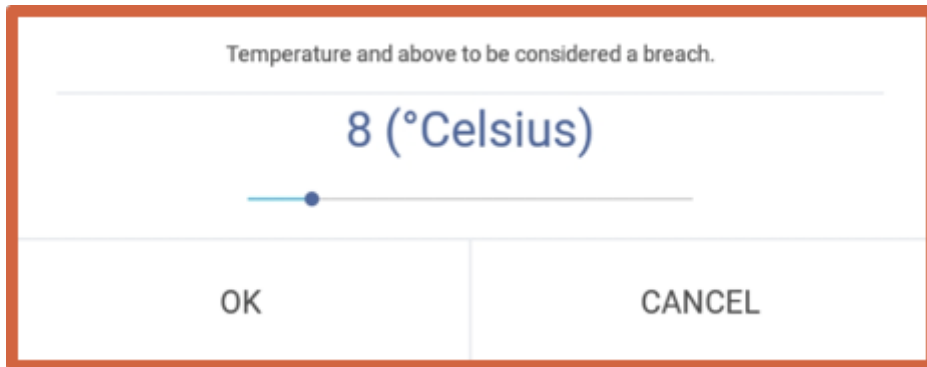 Temperature and above to be considered a breach.
8 (°Celsius)
OK
CANCEL